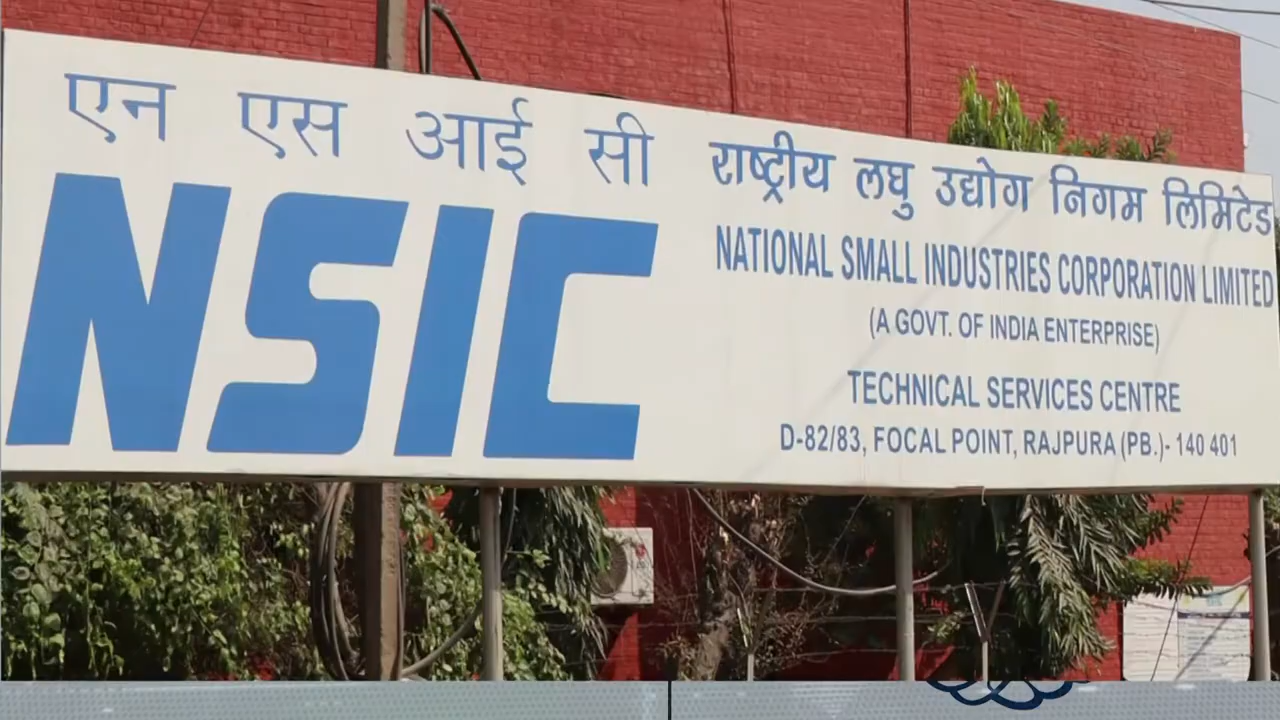 एन एस आई सी
NSIC
राष्ट्रीय लघु उद्योग निगम लिमिटेड
NATIONAL SMALL INDUSTRIES CORPORATION LIMITED
(A GOVT. OF INDIA ENTERPRISE)
TECHNICAL SERVICES CENTRE
D-82/83, FOCAL POINT, RAJPURA (PB.)- 140 401